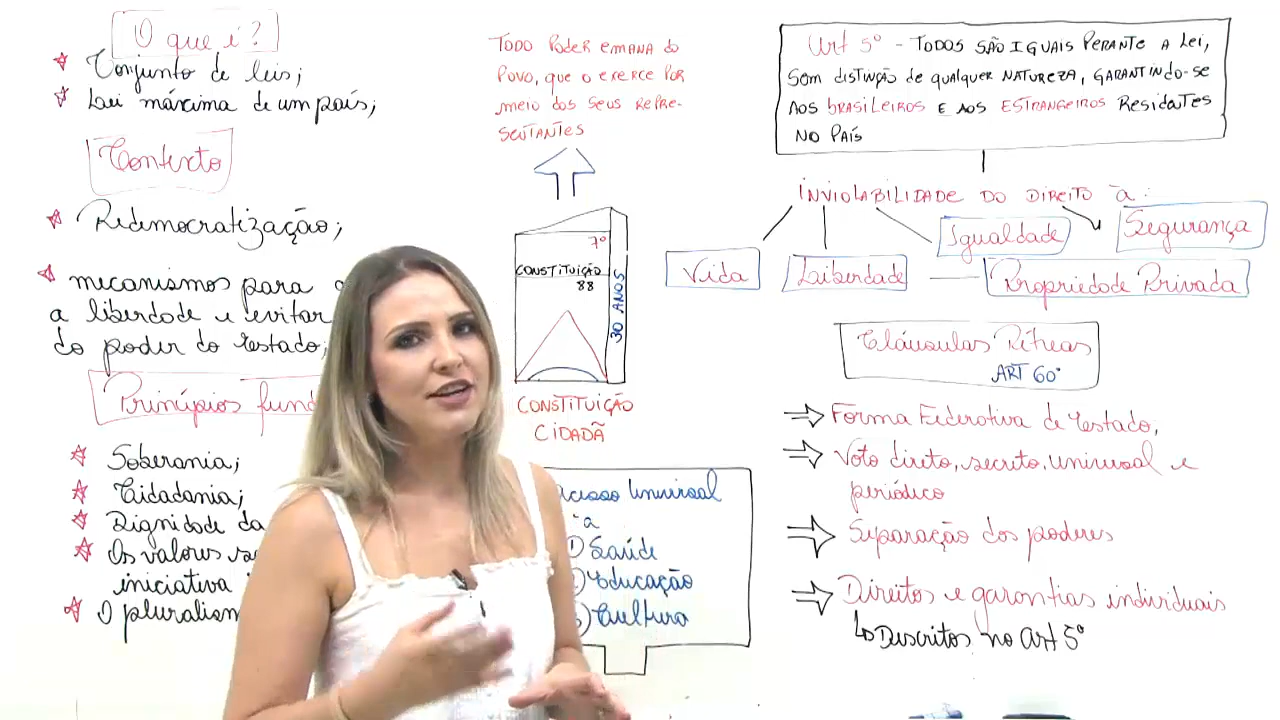 O que é?
Conjunto de leis;
Lei máxima de um país;
Contexto
Redemocratização;
mecanismos para
a liberdade e evitar
do poder do Estado;
Princípios fund
Soberania;
Cidadania;
Dignidade da
Os valores
iniciativa
O pluralism
TODO PODER EMANA DO
POVO, QUE O EXERCE POR
MEIO DOS SEUS REPRE-
SENTANTES
7º
CONSTITUIÇÃO
88
30 ANOS
CONSTITUIÇÃO
CIDADÃ
acesso Universal
à
1) Saúde
2) Educação
3) Cultura
Art 5º - TODOS SÃO IGUAIS PERANTE A LEI,
SEM DISTINÇÃO DE QUALQUER NATUREZA, GARANTINDO-SE
AOS BRASILEIROS E AOS ESTRANGEIROS RESIDATES
NO PAÍS
INVIOLABILIDADE DO DIREITO À:
Vida
Liberdade
Igualdade
Segurança
Propriedade Privada
Cláusulas Pétreas
ART 60º
Forma Federativa de Estado,
Voto direto, secreto, universal e
periódico
Separação dos poderes
Direitos e garantias individuais
Descritos no Art 5º